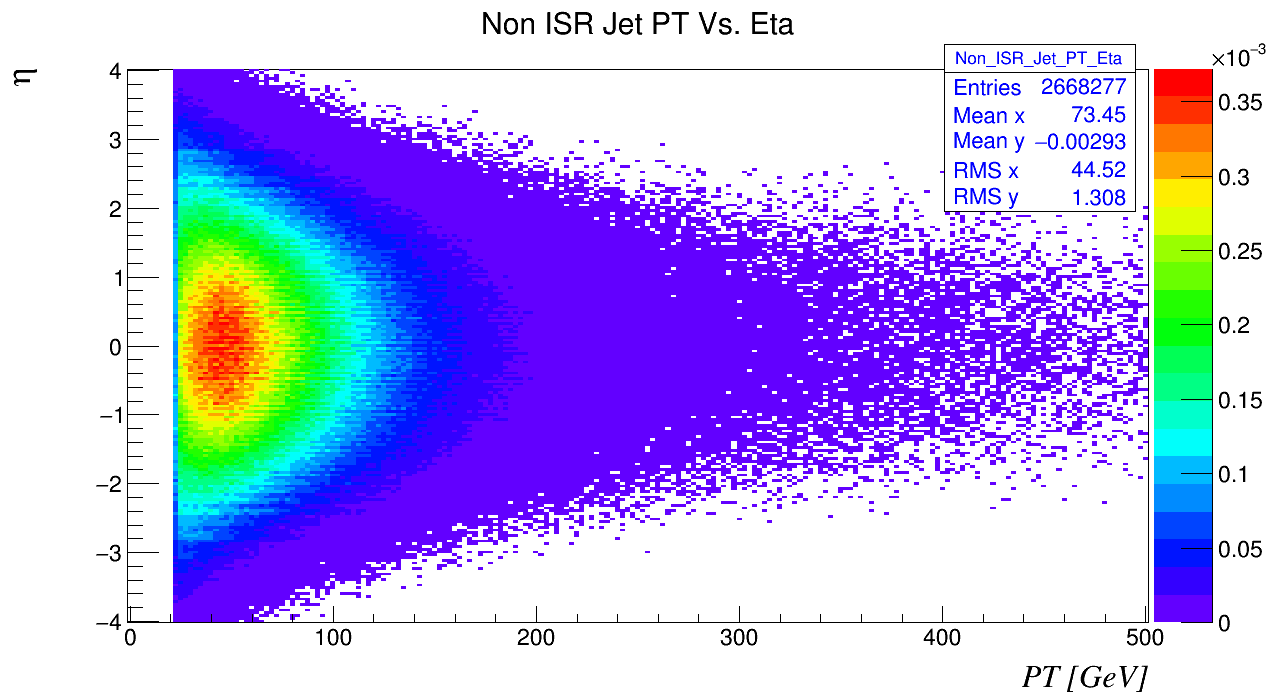 Non ISR Jet PT Vs. Eta
η
Non_ISR_Jet_PT_Eta
Entries 2668277
Mean x 73.45
Mean y −0.00293
RMS x 44.52
RMS y 1.308
×10−3
4
3
2
1
0
−1
−2
−3
−4
0 100 200 300 400 500
0.35
0.3
0.25
0.2
0.15
0.1
0.05
0
PT [GeV]